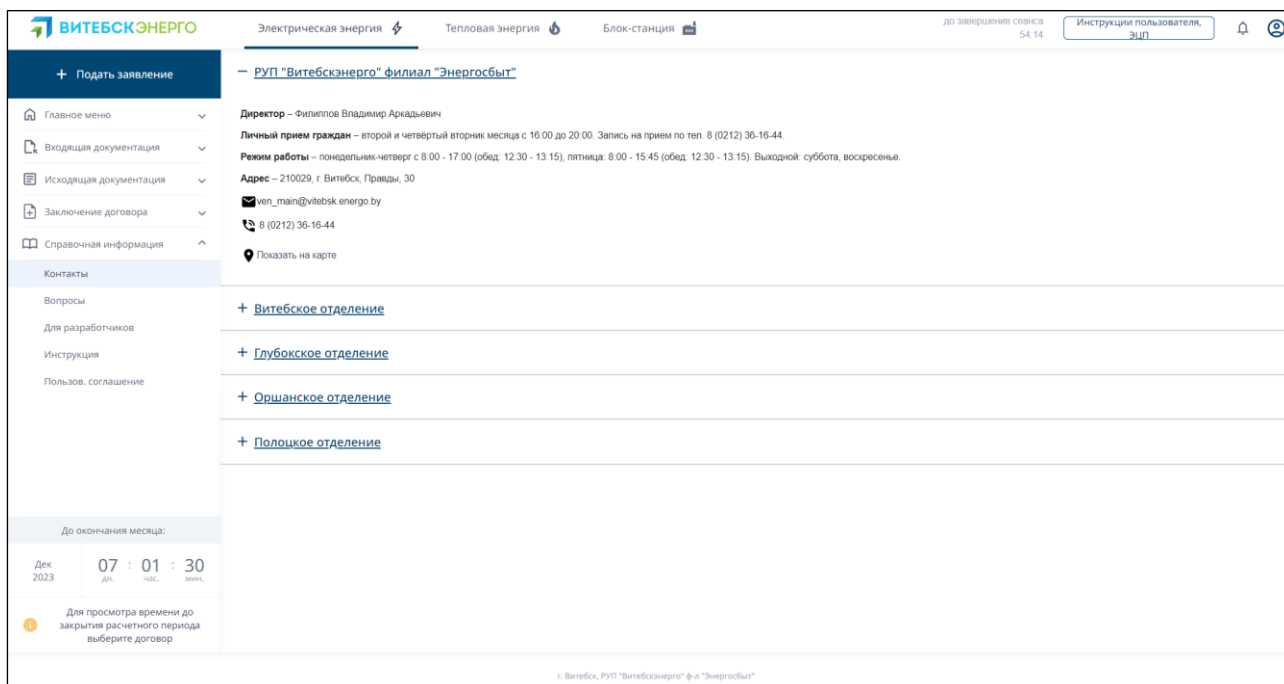 ВИТЕБСКЭНЕРГО
Электрическая энергия
Тепловая энергия
Блок-станция
до завершения сеанса
54:14
Инструкции пользователя,
ЭЦП
+ Подать заявление
Главное меню
Входящая документация
Исходящая документация
Заключение договора
Справочная информация
Контакты
Вопросы
Для разработчиков
Инструкция
Пользов. соглашение
До окончания месяца:
Дек
2023
07 : 01 : 30
дн. час. мин.
Для просмотра времени до
закрытия расчетного периода
выберите договор
− РУП "Витебскэнерго" филиал "Энергосбыт"
Директор – Филиппов Владимир Аркадьевич
Личный прием граждан – второй и четвёртый вторник месяца с 16:00 до 20:00. Запись на прием по тел. 8 (0212) 36-16-44.
Режим работы – понедельник-четверг с 8:00 - 17:00 (обед: 12:30 - 13:15), пятница: 8:00 - 15:45 (обед: 12:30 - 13:15). Выходной: суббота, воскресенье.
Адрес – 210029, г. Витебск, Правды, 30
ven_main@vitebsk.energo.by
8 (0212) 36-16-44
Показать на карте
+ Витебское отделение
+ Глубокское отделение
+ Оршанское отделение
+ Полоцкое отделение
г. Витебск, РУП "Витебскэнерго" ф-л "Энергосбыт"